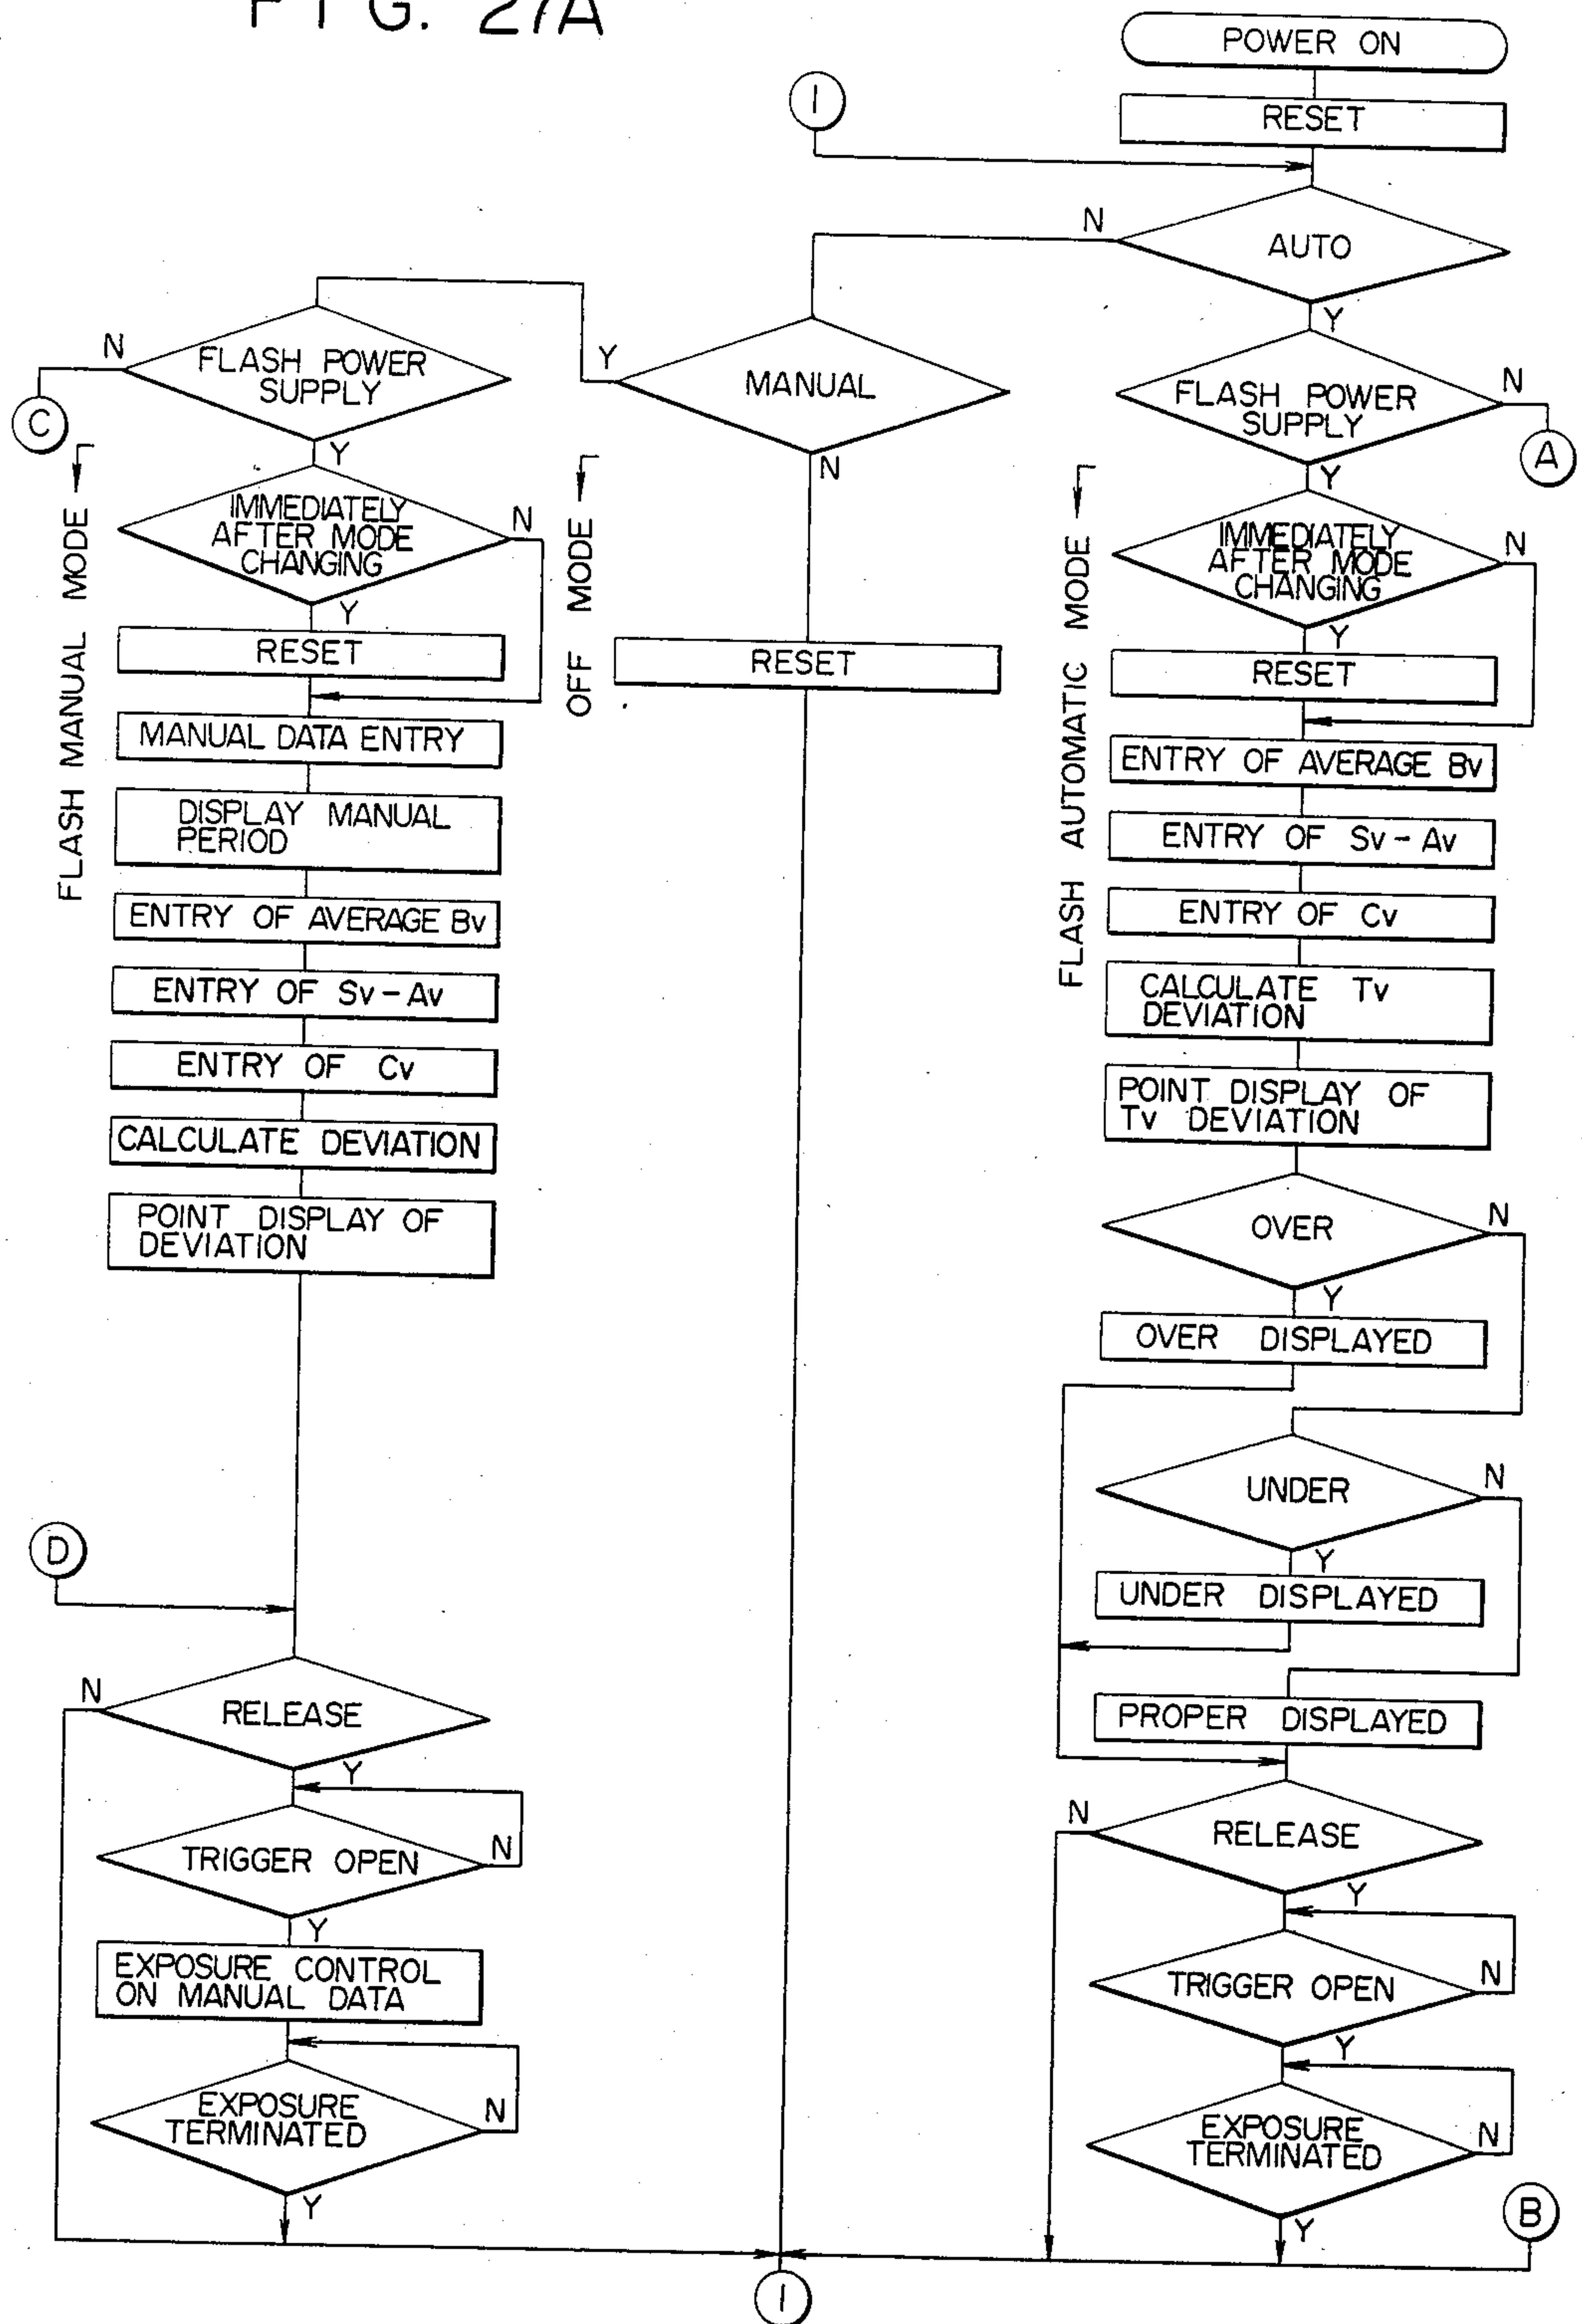 FIG. 27A
POWER ON
RESET
1
AUTO
N
Y
FLASH POWER
SUPPLY
N
A
Y
FLASH AUTOMATIC MODE
IMMEDIATELY
AFTER MODE
CHANGING
N
Y
RESET
ENTRY OF AVERAGE Bv
ENTRY OF Sv-Av
ENTRY OF Cv
CALCULATE Tv
DEVIATION
POINT DISPLAY OF
Tv DEVIATION
OVER
N
Y
OVER DISPLAYED
UNDER
N
Y
UNDER DISPLAYED
PROPER DISPLAYED
RELEASE
N
Y
TRIGGER OPEN
N
Y
EXPOSURE
TERMINATED
N
Y
B
MANUAL
Y
N
OFF MODE
RESET
1
FLASH POWER
SUPPLY
N
C
Y
FLASH MANUAL MODE
IMMEDIATELY
AFTER MODE
CHANGING
N
Y
RESET
MANUAL DATA ENTRY
DISPLAY MANUAL
PERIOD
ENTRY OF AVERAGE Bv
ENTRY OF Sv-Av
ENTRY OF Cv
CALCULATE DEVIATION
POINT DISPLAY OF
DEVIATION
D
RELEASE
N
Y
TRIGGER OPEN
N
Y
EXPOSURE CONTROL
ON MANUAL DATA
EXPOSURE
TERMINATED
N
Y